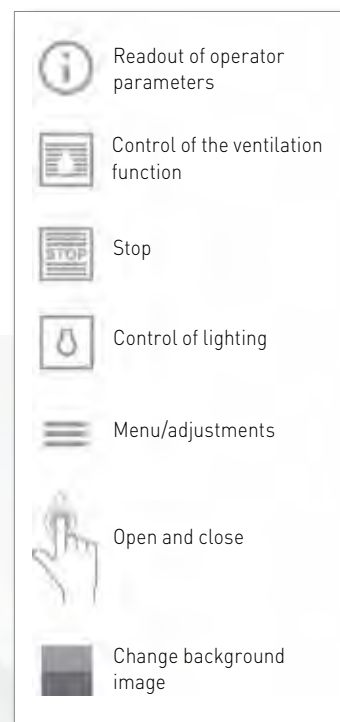 Readout of operator
parameters
Control of the ventilation
function
STOP
Stop
Control of lighting
Menu/adjustments
Open and close
Change background
image